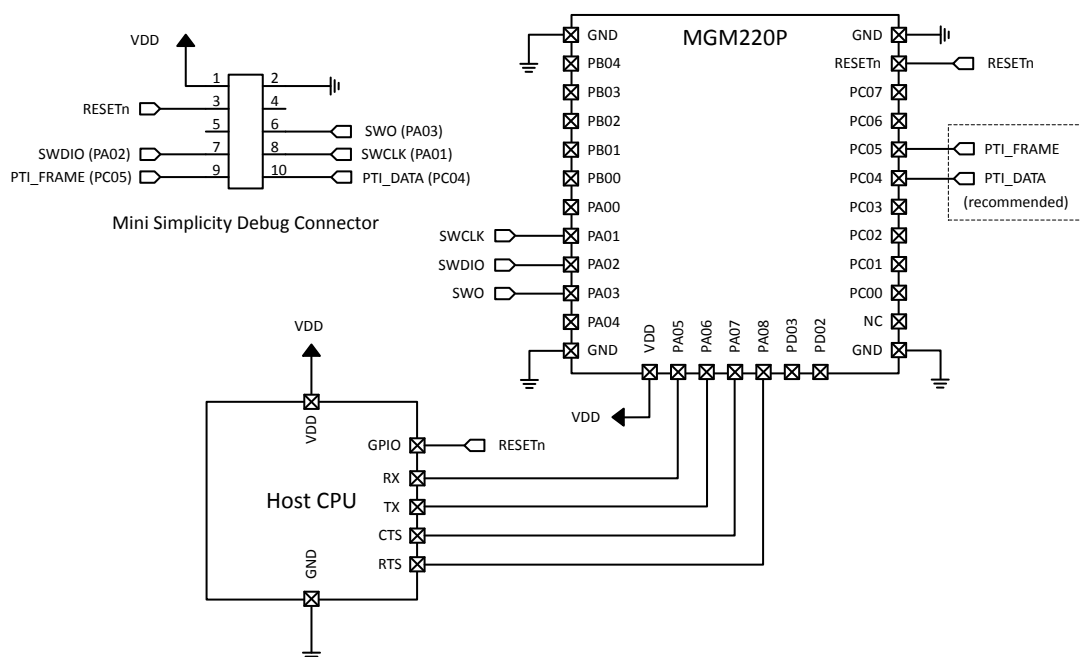 VDD
1 2
RESETn 3 4
5 6 SWO (PA03)
SWDIO (PA02) 7 8 SWCLK (PA01)
PTI_FRAME (PC05) 9 10 PTI_DATA (PC04)
Mini Simplicity Debug Connector
MGM220P
GND GND
PB04 RESETn RESETn
PB03 PC07
PB02 PC06
PB01 PC05 PTI_FRAME
PB00 PC04 PTI_DATA
PA00 PC03 (recommended)
SWCLK PA01 PC02
SWDIO PA02 PC01
SWO PA03 PC00
PA04 NC
GND GND
VDD PA05 PA06 PA07 PA08 PD03 PD02
VDD
VDD
VDD
GPIO RESETn
RX
Host CPU
TX
CTS
RTS
GND